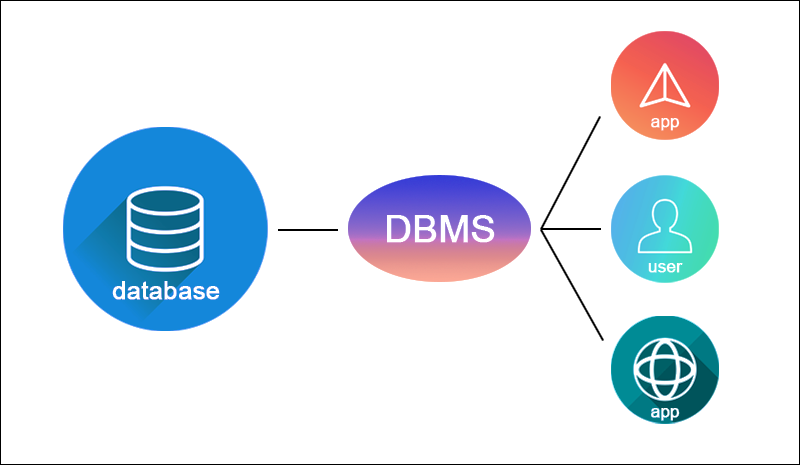 database
DBMS
app
user
app